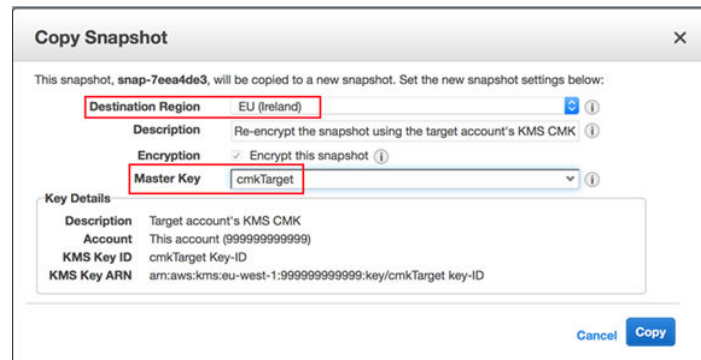 Copy Snapshot
This snapshot, snap-7eea4de3, will be copied to a new snapshot. Set the new snapshot settings below:
Destination Region EU (Ireland)
Description Re-encrypt the snapshot using the target account's KMS CMK
Encryption Encrypt this snapshot
Master Key cmkTarget
Key Details
Description Target account's KMS CMK
Account This account (999999999999)
KMS Key ID cmkTarget Key-ID
KMS Key ARN arn:aws:kms:eu-west-1:999999999999:key/cmkTarget key-ID
Cancel Copy